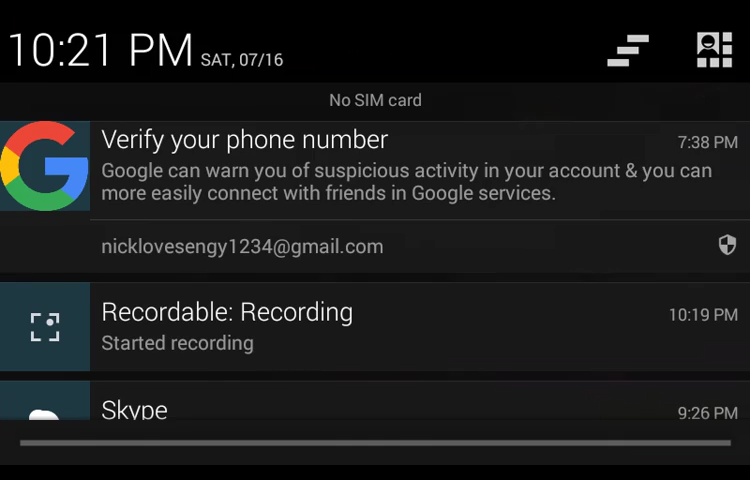 10:21 PM SAT, 07/16
No SIM card
Verify your phone number 7:38 PM
Google can warn you of suspicious activity in your account & you can
more easily connect with friends in Google services.
nicklovesengy1234@gmail.com
Recordable: Recording 10:19 PM
Started recording
Skype 9:26 PM